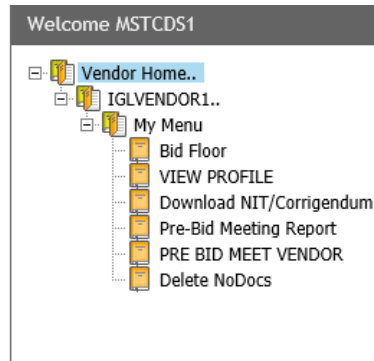 Welcome MSTCDS1
Vendor Home..
IGLVENDOR1..
My Menu
Bid Floor
VIEW PROFILE
Download NIT/Corrigendum
Pre-Bid Meeting Report
PRE BID MEET VENDOR
Delete NoDocs